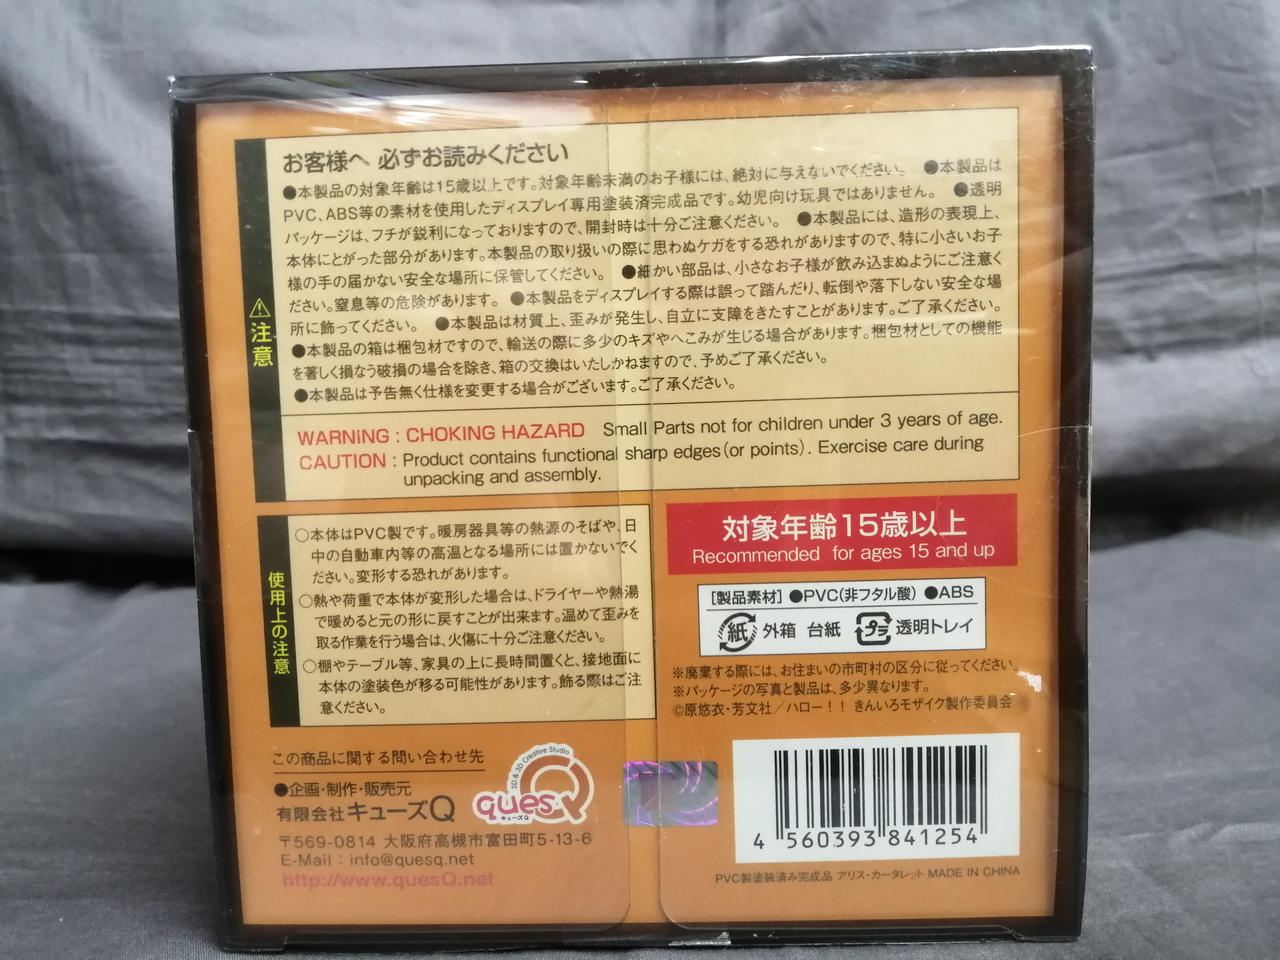 お客様へ 必ずお読みください
●本製品の対象年齢は15歳以上です。対象年齢未満のお子様には、絶対に与えないでください。 ●本製品は
PVC、ABS等の素材を使用したディスプレイ専用塗装済完成品です。幼児向け玩具ではありません。 ●透明
パッケージは、フチが鋭利になっておりますので、開封時は十分ご注意ください。 ●本製品には、造形の表現上、
本体にとがった部分があります。本製品の取り扱いの際に思わぬケガをする恐れがありますので、特に小さいお子
様の手の届かない安全な場所に保管してください。 ●細かい部品は、小さなお子様が飲み込まぬようにご注意く
ださい。窒息等の危険があります。 ●本製品をディスプレイする際は誤って踏んだり、転倒や落下しない安全な場
所に飾ってください。 ●本製品は材質上、歪みが発生し、自立に支障をきたすことがあります。ご了承ください。
●本製品の箱は梱包材ですので、輸送の際に多少のキズやへこみが生じる場合があります。梱包材としての機能
を著しく損なう破損の場合を除き、箱の交換はいたしかねますので、予めご了承ください。
●本製品は予告無く仕様を変更する場合がございます。ご了承ください。
⚠注意
WARNING : CHOKING HAZARD Small Parts not for children under 3 years of age.
CAUTION : Product contains functional sharp edges(or points). Exercise care during
unpacking and assembly.
使用上の注意
○本体はPVC製です。暖房器具等の熱源のそばや、日
中の自動車内等の高温となる場所には置かないでく
ださい。変形する恐れがあります。
○熱や荷重で本体が変形した場合は、ドライヤーや熱湯
で暖めると元の形に戻すことが出来ます。温めて歪みを
取る作業を行う場合は、火傷に十分ご注意ください。
○棚やテーブル等、家具の上に長時間置くと、接地面に
本体の塗装色が移る可能性があります。飾る際はご注
意ください。
対象年齢15歳以上
Recommended for ages 15 and up
[製品素材] ●PVC(非フタル酸) ●ABS
紙 外箱 台紙 プラ 透明トレイ
※廃棄する際には、お住まいの市町村の区分に従ってください。
※パッケージの写真と製品は、多少異なります。
©原悠衣・芳文社／ハロー！！きんいろモザイク製作委員会
この商品に関する問い合わせ先
●企画・制作・販売元
有限会社キューズQ
2D & 3D Creative Studio
quesQ
キューズQ
〒569-0814 大阪府高槻市富田町5-13-6
E-Mail : info@quesq.net
http://www.quesQ.net
4 560393 841254
PVC製塗装済み完成品 アリス・カータレット MADE IN CHINA